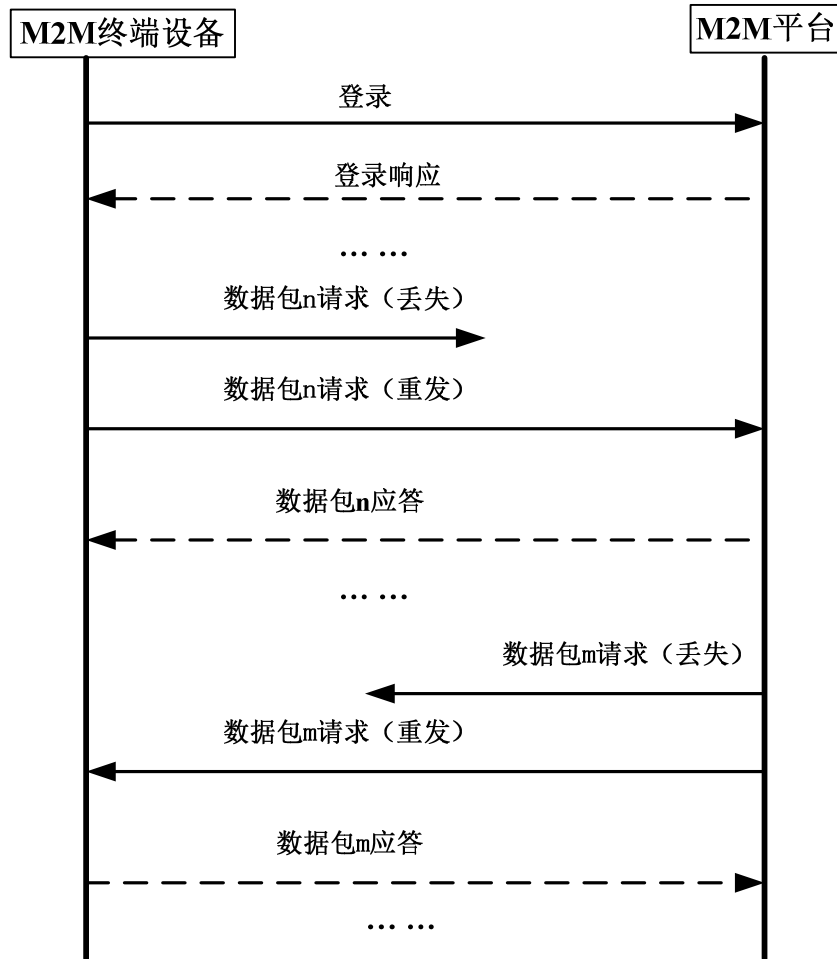 M2M终端设备
M2M平台
登录
登录响应
... ...
数据包n请求（丢失）
数据包n请求（重发）
数据包n应答
... ...
数据包m请求（丢失）
数据包m请求（重发）
数据包m应答
... ...